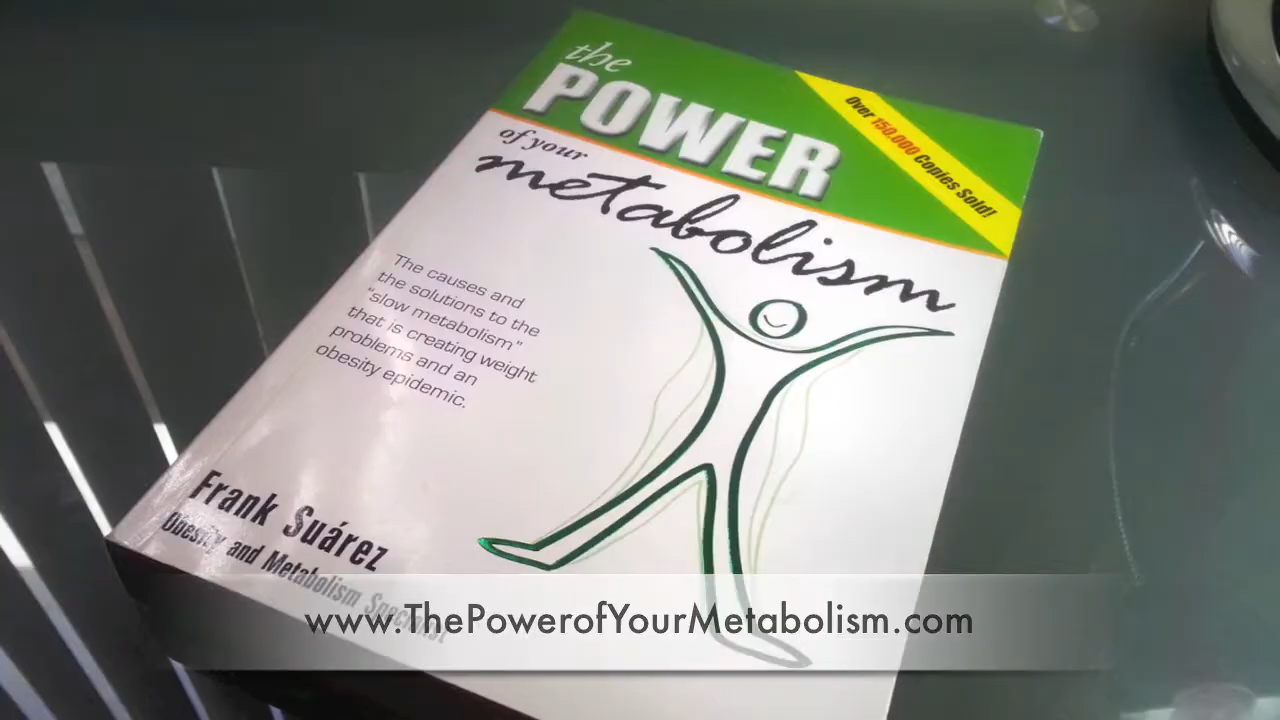 the
POWER
of your
metabolism
Over 150,000 Copies Sold!
The causes and
the solutions to the
"slow metabolism"
that is creating weight
problems and an
obesity epidemic.
Frank Suárez
Obesity and Metabolism Specialist
www.ThePowerofYourMetabolism.com